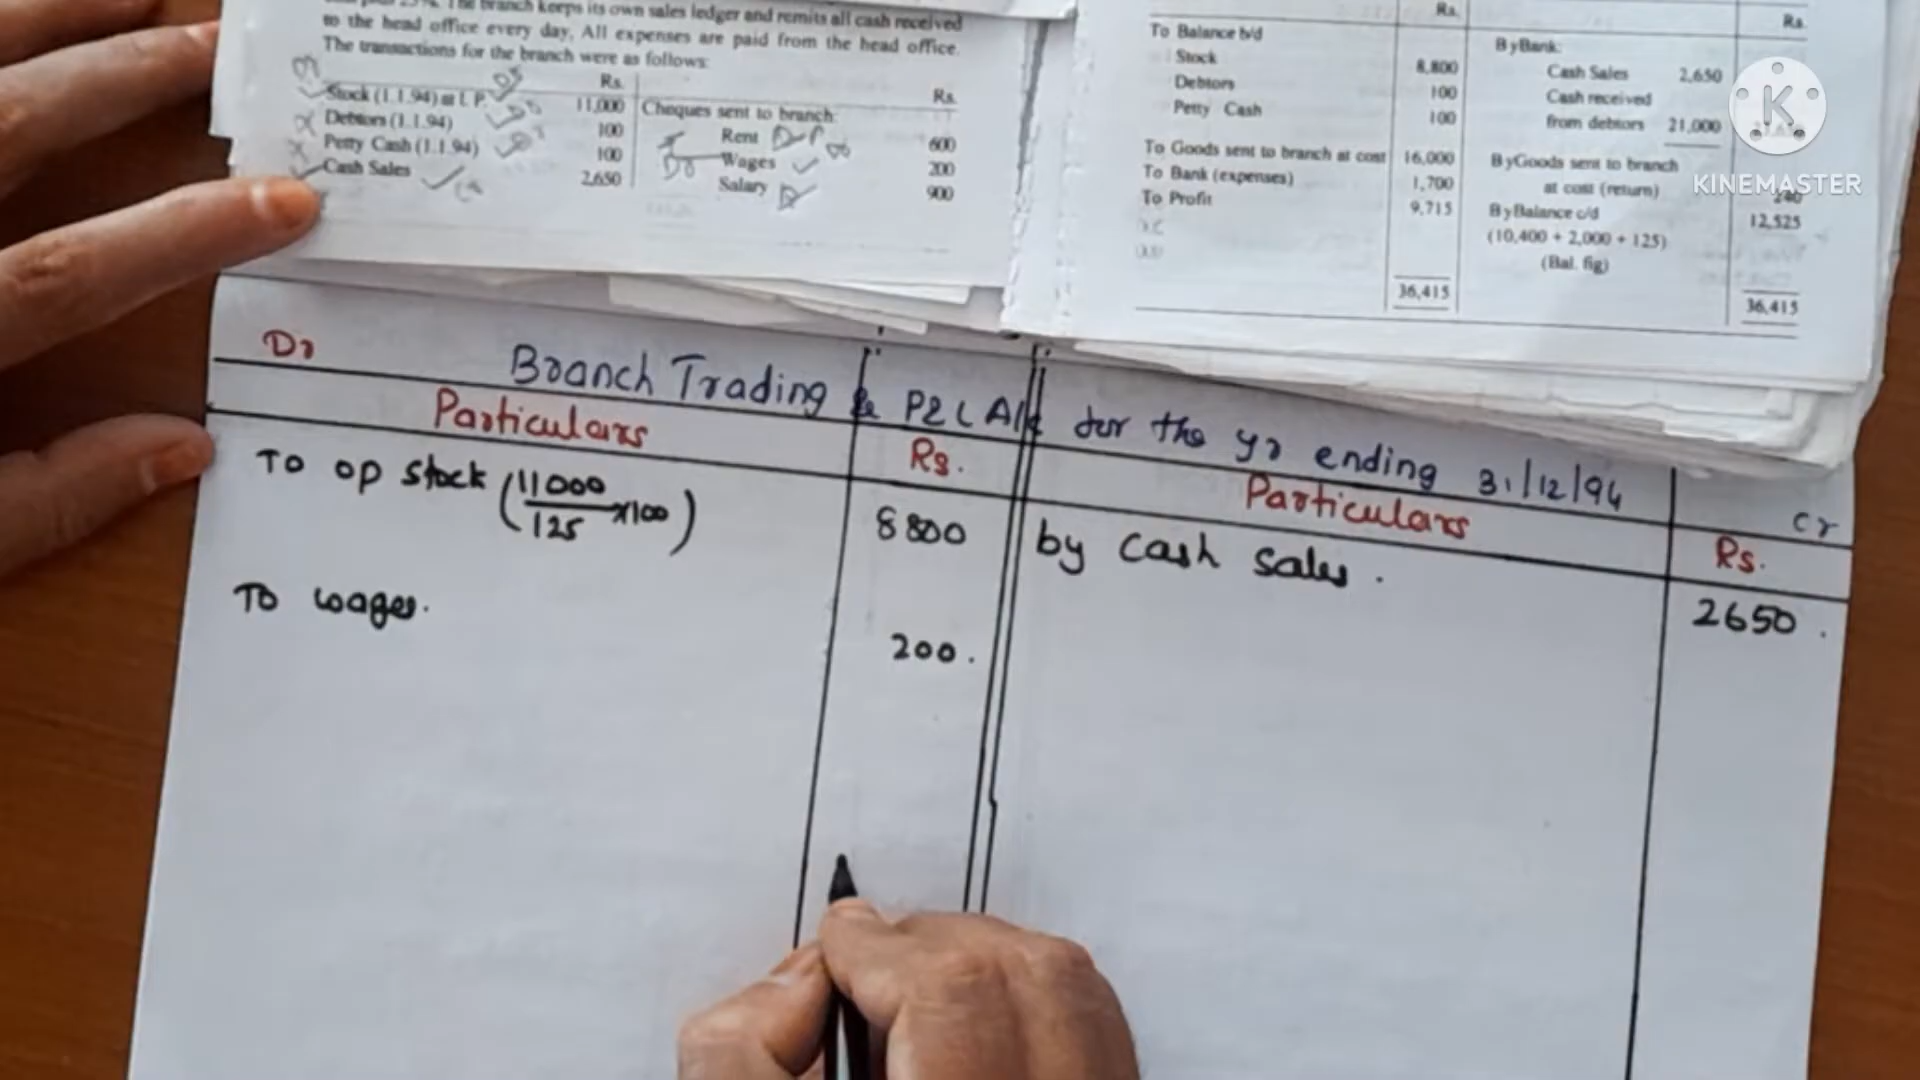 The branch keeps its own sales ledger and remits all cash received
to the head office every day, All expenses are paid from the head office.
The transactions for the branch were as follows:
Rs. Rs.
Stock (1.1.94) at I.P. 11,000 Cheques sent to branch:
Debtors (1.1.94) 100 Rent 600
Petty Cash (1.1.94) 100 Wages 200
Cash Sales 2,650 Salary 900
Rs. Rs.
To Balance b/d By Bank:
Stock 8,800 Cash Sales 2,650
Debtors 100 Cash received
Petty Cash 100 from debtors 21,000
To Goods sent to branch at cost 16,000 By Goods sent to branch
To Bank (expenses) 1,700 at cost (return) 240
To Profit 9,715 By Balance c/d 12,525
(10,400 + 2,000 + 125)
(Bal. fig)
36,415 36,415
KINEMASTER
Dr Branch Trading & P&L A/c for the yr ending 31/12/94 Cr
Particulars Rs. Particulars Rs.
To op stock (11000/125 x100) 8800 by cash sales. 2650.
To wages. 200.